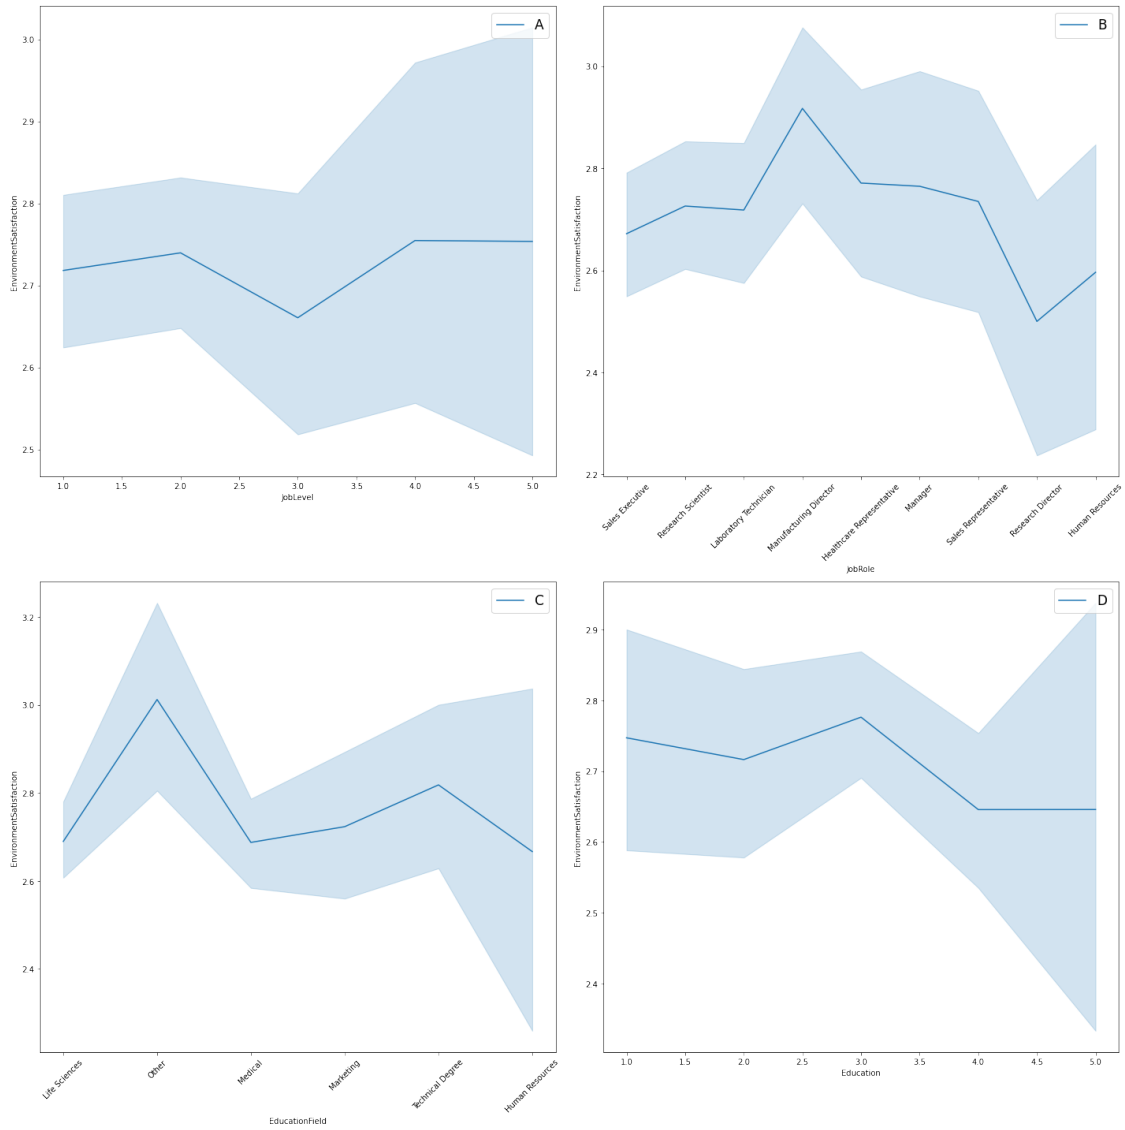 A
3.0
2.9
2.8
2.7
2.6
2.5
EnvironmentSatisfaction
1.0 1.5 2.0 2.5 3.0 3.5 4.0 4.5 5.0
JobLevel
B
3.0
2.8
2.6
2.4
2.2
EnvironmentSatisfaction
Sales Executive
Research Scientist
Laboratory Technician
Manufacturing Director
Healthcare Representative
Manager
Sales Representative
Research Director
Human Resources
JobRole
C
3.2
3.0
2.8
2.6
2.4
EnvironmentSatisfaction
Life Sciences
Other
Medical
Marketing
Technical Degree
Human Resources
EducationField
D
2.9
2.8
2.7
2.6
2.5
2.4
EnvironmentSatisfaction
1.0 1.5 2.0 2.5 3.0 3.5 4.0 4.5 5.0
Education